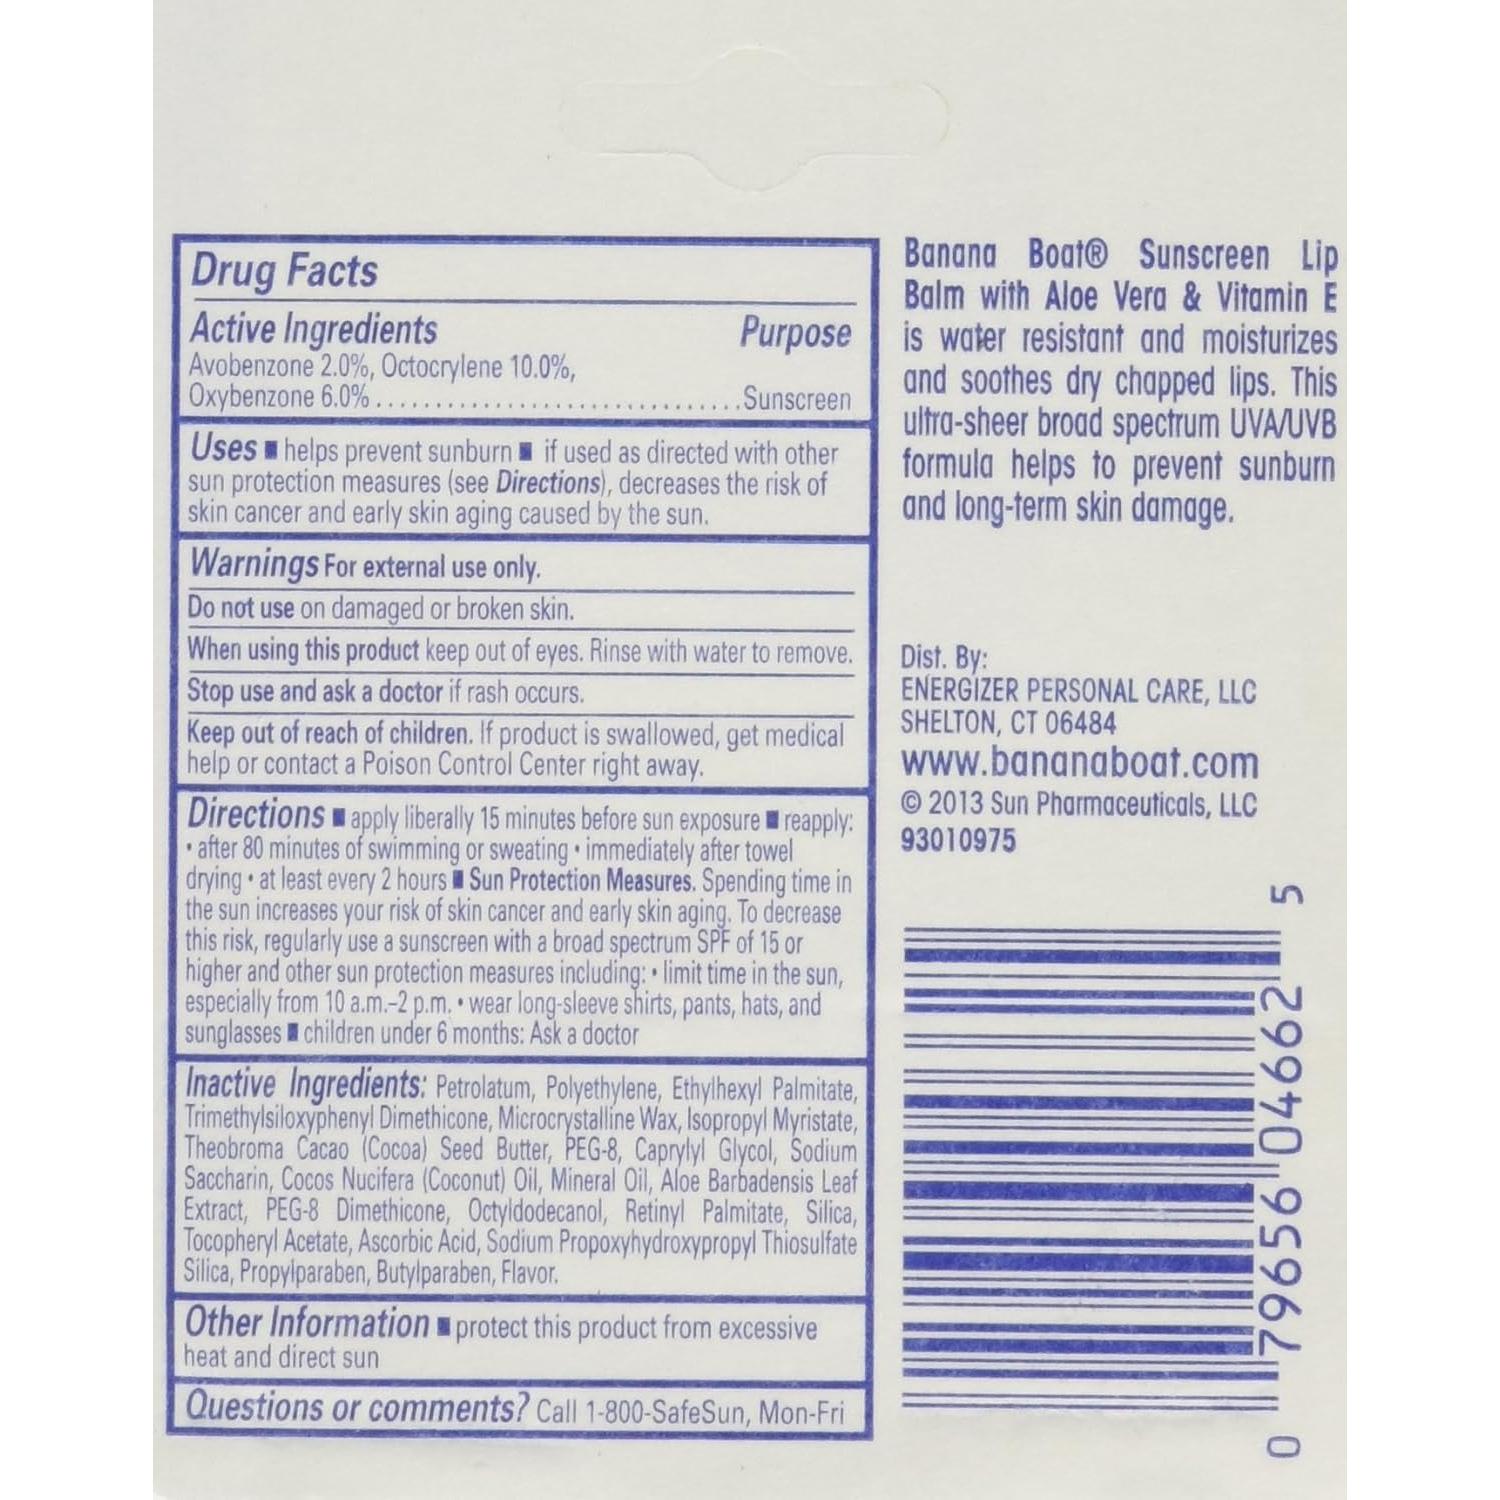 Drug Facts
Active Ingredients Purpose
Avobenzone 2.0%, Octocrylene 10.0%,
Oxybenzone 6.0%...............................Sunscreen
Uses ■ helps prevent sunburn ■ if used as directed with other
sun protection measures (see Directions), decreases the risk of
skin cancer and early skin aging caused by the sun.
Warnings For external use only.
Do not use on damaged or broken skin.
When using this product keep out of eyes. Rinse with water to remove.
Stop use and ask a doctor if rash occurs.
Keep out of reach of children. If product is swallowed, get medical
help or contact a Poison Control Center right away.
Directions ■ apply liberally 15 minutes before sun exposure ■ reapply:
• after 80 minutes of swimming or sweating • immediately after towel
drying • at least every 2 hours ■ Sun Protection Measures. Spending time in
the sun increases your risk of skin cancer and early skin aging. To decrease
this risk, regularly use a sunscreen with a broad spectrum SPF of 15 or
higher and other sun protection measures including: • limit time in the sun,
especially from 10 a.m.–2 p.m. • wear long-sleeve shirts, pants, hats, and
sunglasses ■ children under 6 months: Ask a doctor
Inactive Ingredients: Petrolatum, Polyethylene, Ethylhexyl Palmitate,
Trimethylsiloxyphenyl Dimethicone, Microcrystalline Wax, Isopropyl Myristate,
Theobroma Cacao (Cocoa) Seed Butter, PEG-8, Caprylyl Glycol, Sodium
Saccharin, Cocos Nucifera (Coconut) Oil, Mineral Oil, Aloe Barbadensis Leaf
Extract, PEG-8 Dimethicone, Octyldodecanol, Retinyl Palmitate, Silica,
Tocopheryl Acetate, Ascorbic Acid, Sodium Propoxyhydroxypropyl Thiosulfate
Silica, Propylparaben, Butylparaben, Flavor.
Other Information ■ protect this product from excessive
heat and direct sun
Questions or comments? Call 1-800-SafeSun, Mon-Fri
Banana Boat® Sunscreen Lip
Balm with Aloe Vera & Vitamin E
is water resistant and moisturizes
and soothes dry chapped lips. This
ultra-sheer broad spectrum UVA/UVB
formula helps to prevent sunburn
and long-term skin damage.
Dist. By:
ENERGIZER PERSONAL CARE, LLC
SHELTON, CT 06484
www.bananaboat.com
© 2013 Sun Pharmaceuticals, LLC
93010975
0 79656 04662 5